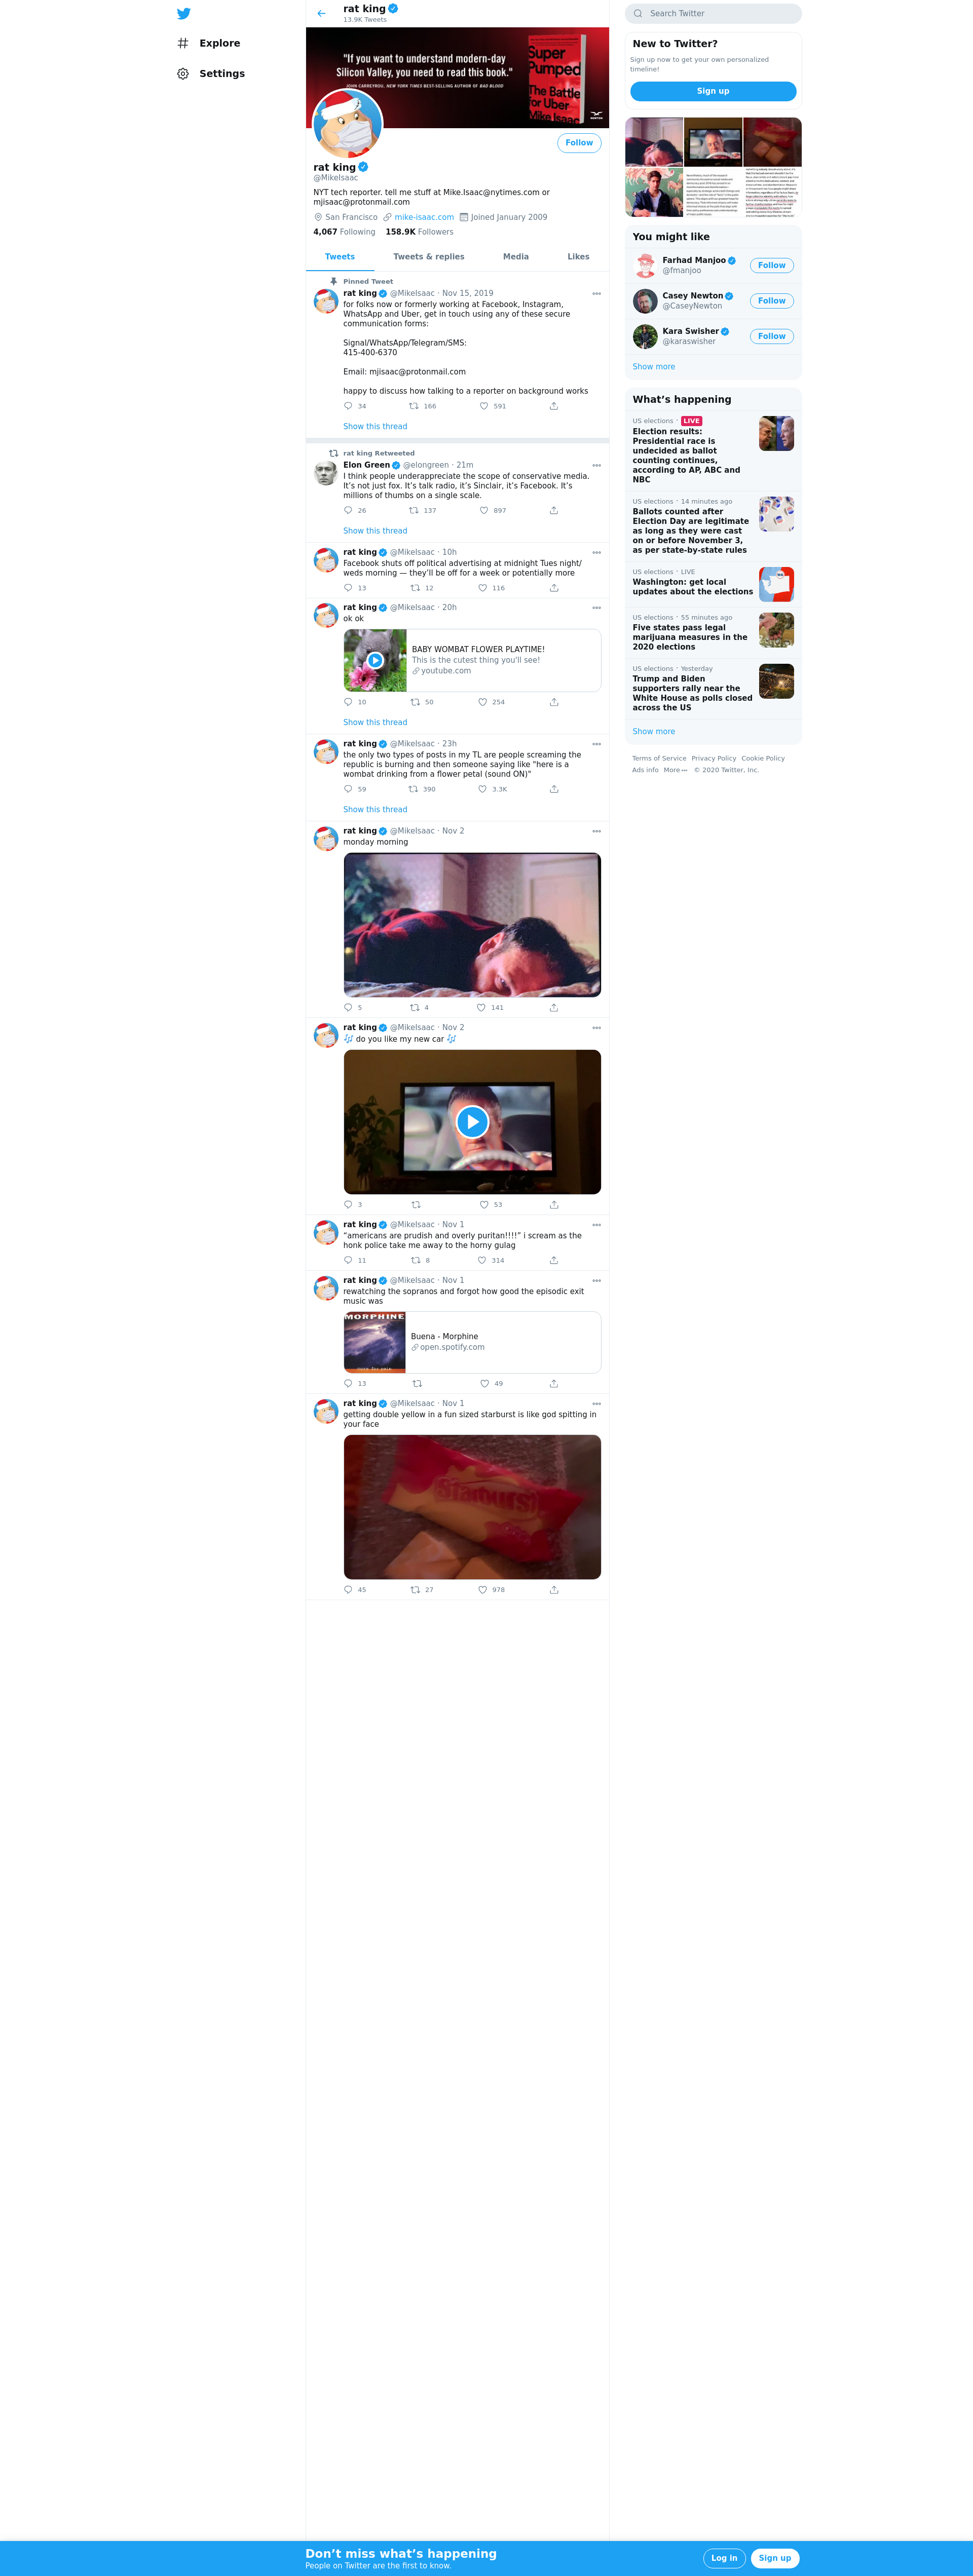 rat king
13.9K Tweets
Search Twitter
Explore
Settings
"If you want to understand modern-day
Silicon Valley, you need to read this book."
JOHN CARREYROU, NEW YORK TIMES BEST-SELLING AUTHOR OF BAD BLOOD
Super
Pumped
The Battle
for Uber
Mike Isaac
NORTON
Follow
rat king
@MikeIsaac
NYT tech reporter. tell me stuff at Mike.Isaac@nytimes.com or
mjisaac@protonmail.com
San Francisco mike-isaac.com Joined January 2009
4,067 Following 158.9K Followers
Tweets Tweets & replies Media Likes
Pinned Tweet
rat king @MikeIsaac · Nov 15, 2019
for folks now or formerly working at Facebook, Instagram,
WhatsApp and Uber, get in touch using any of these secure
communication forms:
Signal/WhatsApp/Telegram/SMS:
415-400-6370
Email: mjisaac@protonmail.com
happy to discuss how talking to a reporter on background works
34 166 591
Show this thread
rat king Retweeted
Elon Green @elongreen · 21m
I think people underappreciate the scope of conservative media.
It's not just fox. It's talk radio, it's Sinclair, it's Facebook. It's
millions of thumbs on a single scale.
26 137 897
Show this thread
rat king @MikeIsaac · 10h
Facebook shuts off political advertising at midnight Tues night/
weds morning — they'll be off for a week or potentially more
13 12 116
rat king @MikeIsaac · 20h
ok ok
BABY WOMBAT FLOWER PLAYTIME!
This is the cutest thing you'll see!
youtube.com
10 50 254
Show this thread
rat king @MikeIsaac · 23h
the only two types of posts in my TL are people screaming the
republic is burning and then someone saying like "here is a
wombat drinking from a flower petal (sound ON)"
59 390 3.3K
Show this thread
rat king @MikeIsaac · Nov 2
monday morning
5 4 141
rat king @MikeIsaac · Nov 2
do you like my new car
3 53
rat king @MikeIsaac · Nov 1
"americans are prudish and overly puritan!!!!" i scream as the
honk police take me away to the horny gulag
11 8 314
rat king @MikeIsaac · Nov 1
rewatching the sopranos and forgot how good the episodic exit
music was
MORPHINE
Buena - Morphine
open.spotify.com
13 49
rat king @MikeIsaac · Nov 1
getting double yellow in a fun sized starburst is like god spitting in
your face
Starburst
45 27 978
New to Twitter?
Sign up now to get your own personalized
timeline!
Sign up
You might like
Farhad Manjoo
@fmanjoo
Follow
Casey Newton
@CaseyNewton
Follow
Kara Swisher
@karaswisher
Follow
Show more
What's happening
US elections · LIVE
Election results:
Presidential race is
undecided as ballot
counting continues,
according to AP, ABC and
NBC
US elections · 14 minutes ago
Ballots counted after
Election Day are legitimate
as long as they were cast
on or before November 3,
as per state-by-state rules
US elections · LIVE
Washington: get local
updates about the elections
US elections · 55 minutes ago
Five states pass legal
marijuana measures in the
2020 elections
US elections · Yesterday
Trump and Biden
supporters rally near the
White House as polls closed
across the US
Show more
Terms of Service Privacy Policy Cookie Policy
Ads info More © 2020 Twitter, Inc.
Don't miss what's happening
People on Twitter are the first to know.
Log in
Sign up